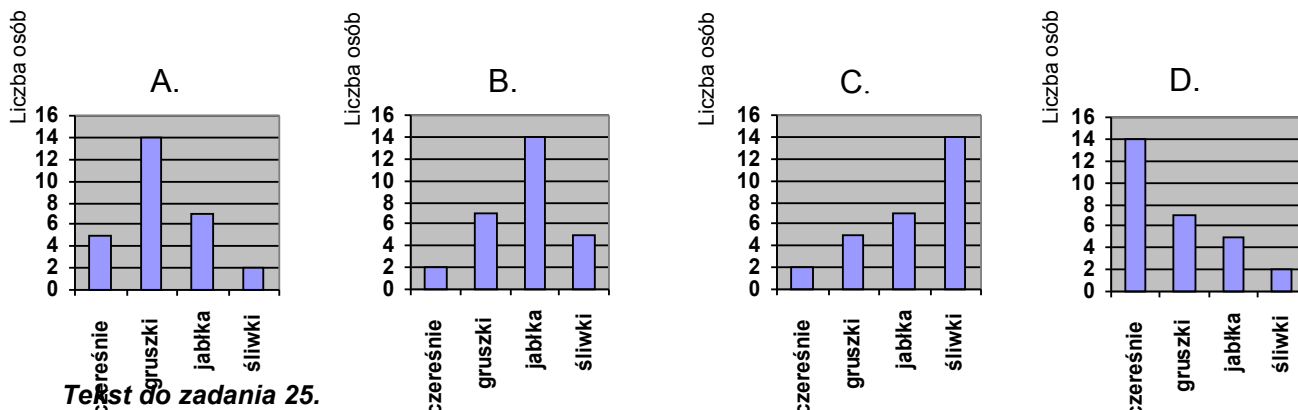 Liczba osób
A.
16
14
12
10
8
6
4
2
0
czereśnie
gruszki
jabłka
śliwki
Liczba osób
B.
16
14
12
10
8
6
4
2
0
czereśnie
gruszki
jabłka
śliwki
Liczba osób
C.
16
14
12
10
8
6
4
2
0
czereśnie
gruszki
jabłka
śliwki
Liczba osób
D.
16
14
12
10
8
6
4
2
0
czereśnie
gruszki
jabłka
śliwki
Tekst do zadania 25.